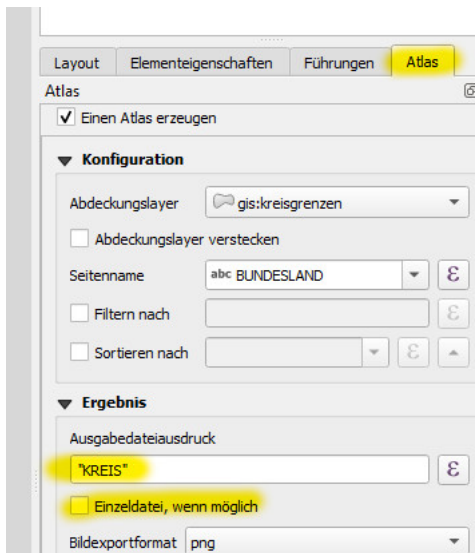 Layout Elementeigenschaften Führungen Atlas
Atlas
Einen Atlas erzeugen
Konfiguration
Abdeckungslayer gis:kreisgrenzen
Abdeckungslayer verstecken
Seitenname abc BUNDESLAND ε
Filtern nach ε
Sortieren nach ε
Ergebnis
Ausgabedateiausdruck
"KREIS" ε
Einzeldatei, wenn möglich
Bildexportformat png